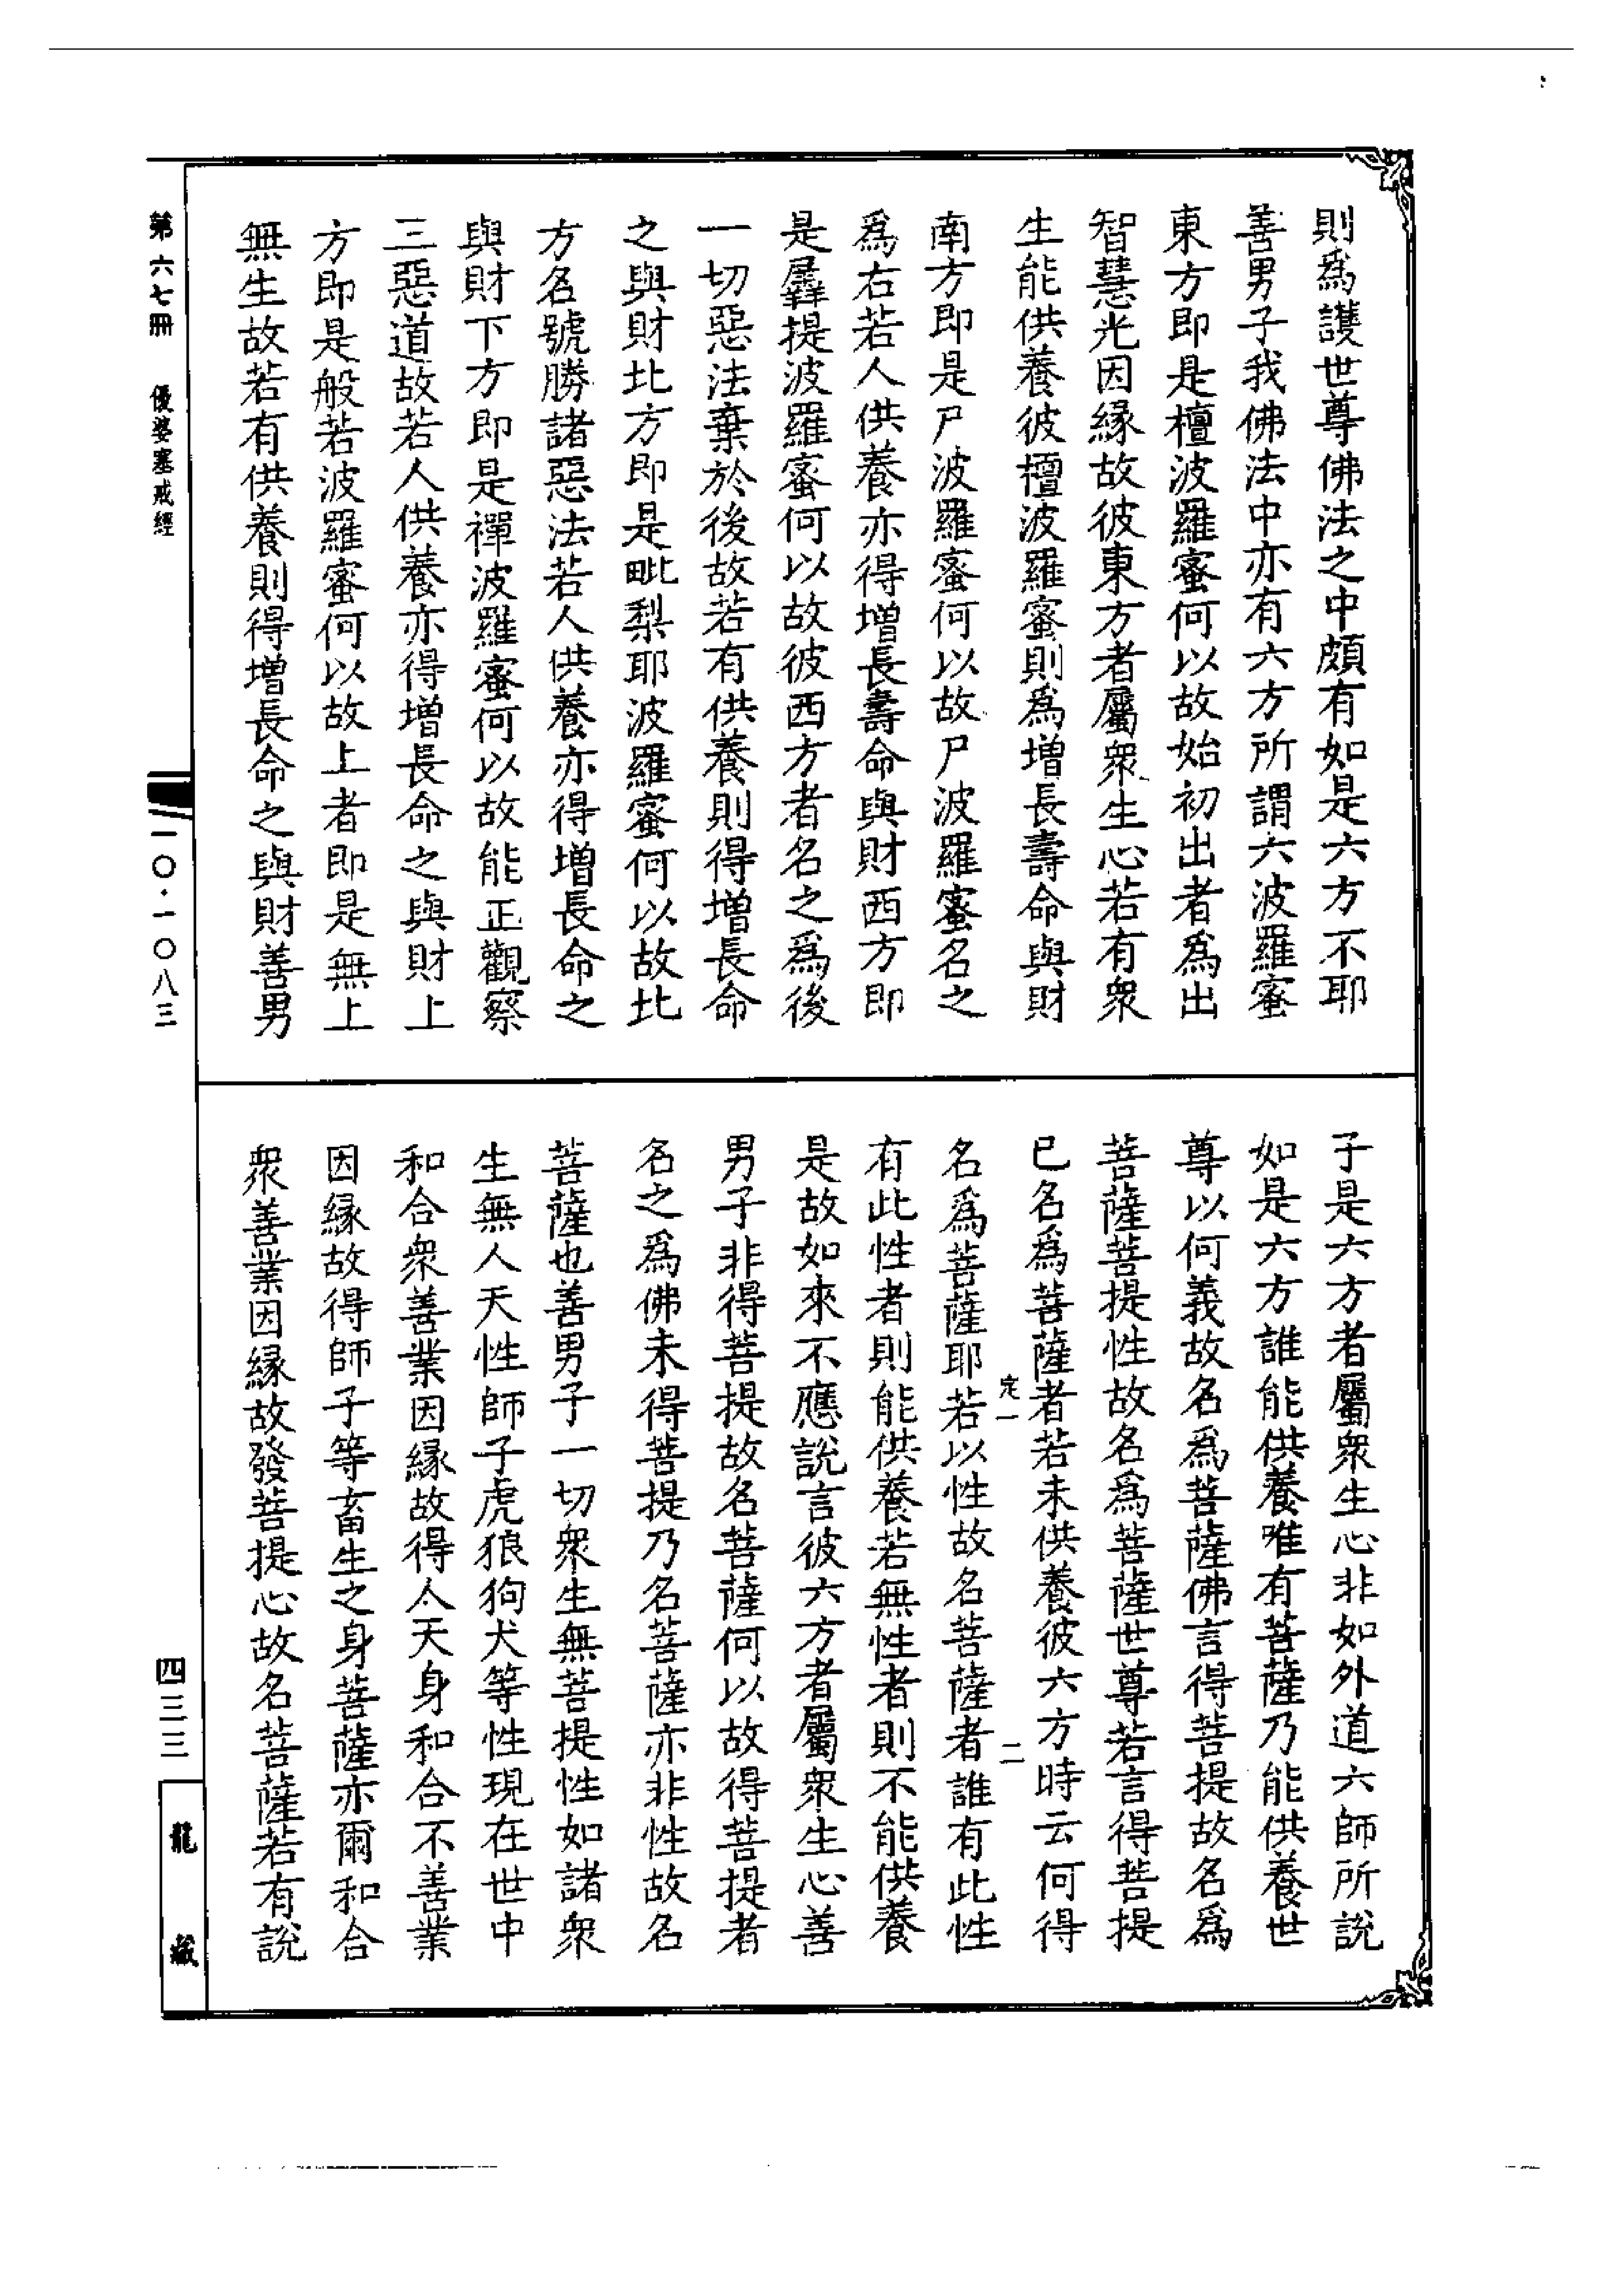 則爲護世尊佛法之中頗有如是六方不耶
善男子我佛法中亦有六方所謂六波羅蜜
東方即是檀波羅蜜何以故始初出者爲出
智慧光因緣故彼東方者屬衆生心若有衆
生能供養彼檀波羅蜜則爲增長壽命與財
南方即是尸波羅蜜何以故尸波羅蜜名之
爲右若人供養亦得增長壽命與財西方即
是羼提波羅蜜何以故彼西方者名之爲後
一切惡法棄於後故若有供養則得增長命
之與財北方即是毗梨耶波羅蜜何以故北
方名號勝諸惡法若人供養亦得增長命之
與財下方即是禪波羅蜜何以故能正觀察
三惡道故若人供養亦得增長命之與財上
方即是般若波羅蜜何以故上者即是無上
無生故若有供養則得增長命之與財善男
子是六方者屬衆生心非如外道六師所說
如是六方誰能供養唯有菩薩乃能供養世
尊以何義故名爲菩薩佛言得菩提故名爲
菩薩菩提性故名爲菩薩世尊若言得菩提
已名爲菩薩者若未供養彼六方時云何得
定一 二
名爲菩薩耶若以性故名菩薩者誰有此性
有此性者則能供養若無性者則不能供養
是故如來不應說言彼六方者屬衆生心善
男子非得菩提故名菩薩何以故得菩提者
名之爲佛未得菩提乃名菩薩亦非性故名
菩薩也善男子一切衆生無菩提性如諸衆
生無人天性師子虎狼狗犬等性現在世中
和合衆善業因緣故得人天身和合不善業
因緣故得師子等畜生之身菩薩亦爾和合
衆善業因緣故發菩提心故名菩薩若有說
第六七冊 優婆塞戒經
一〇·一〇八三
四三三
龍藏